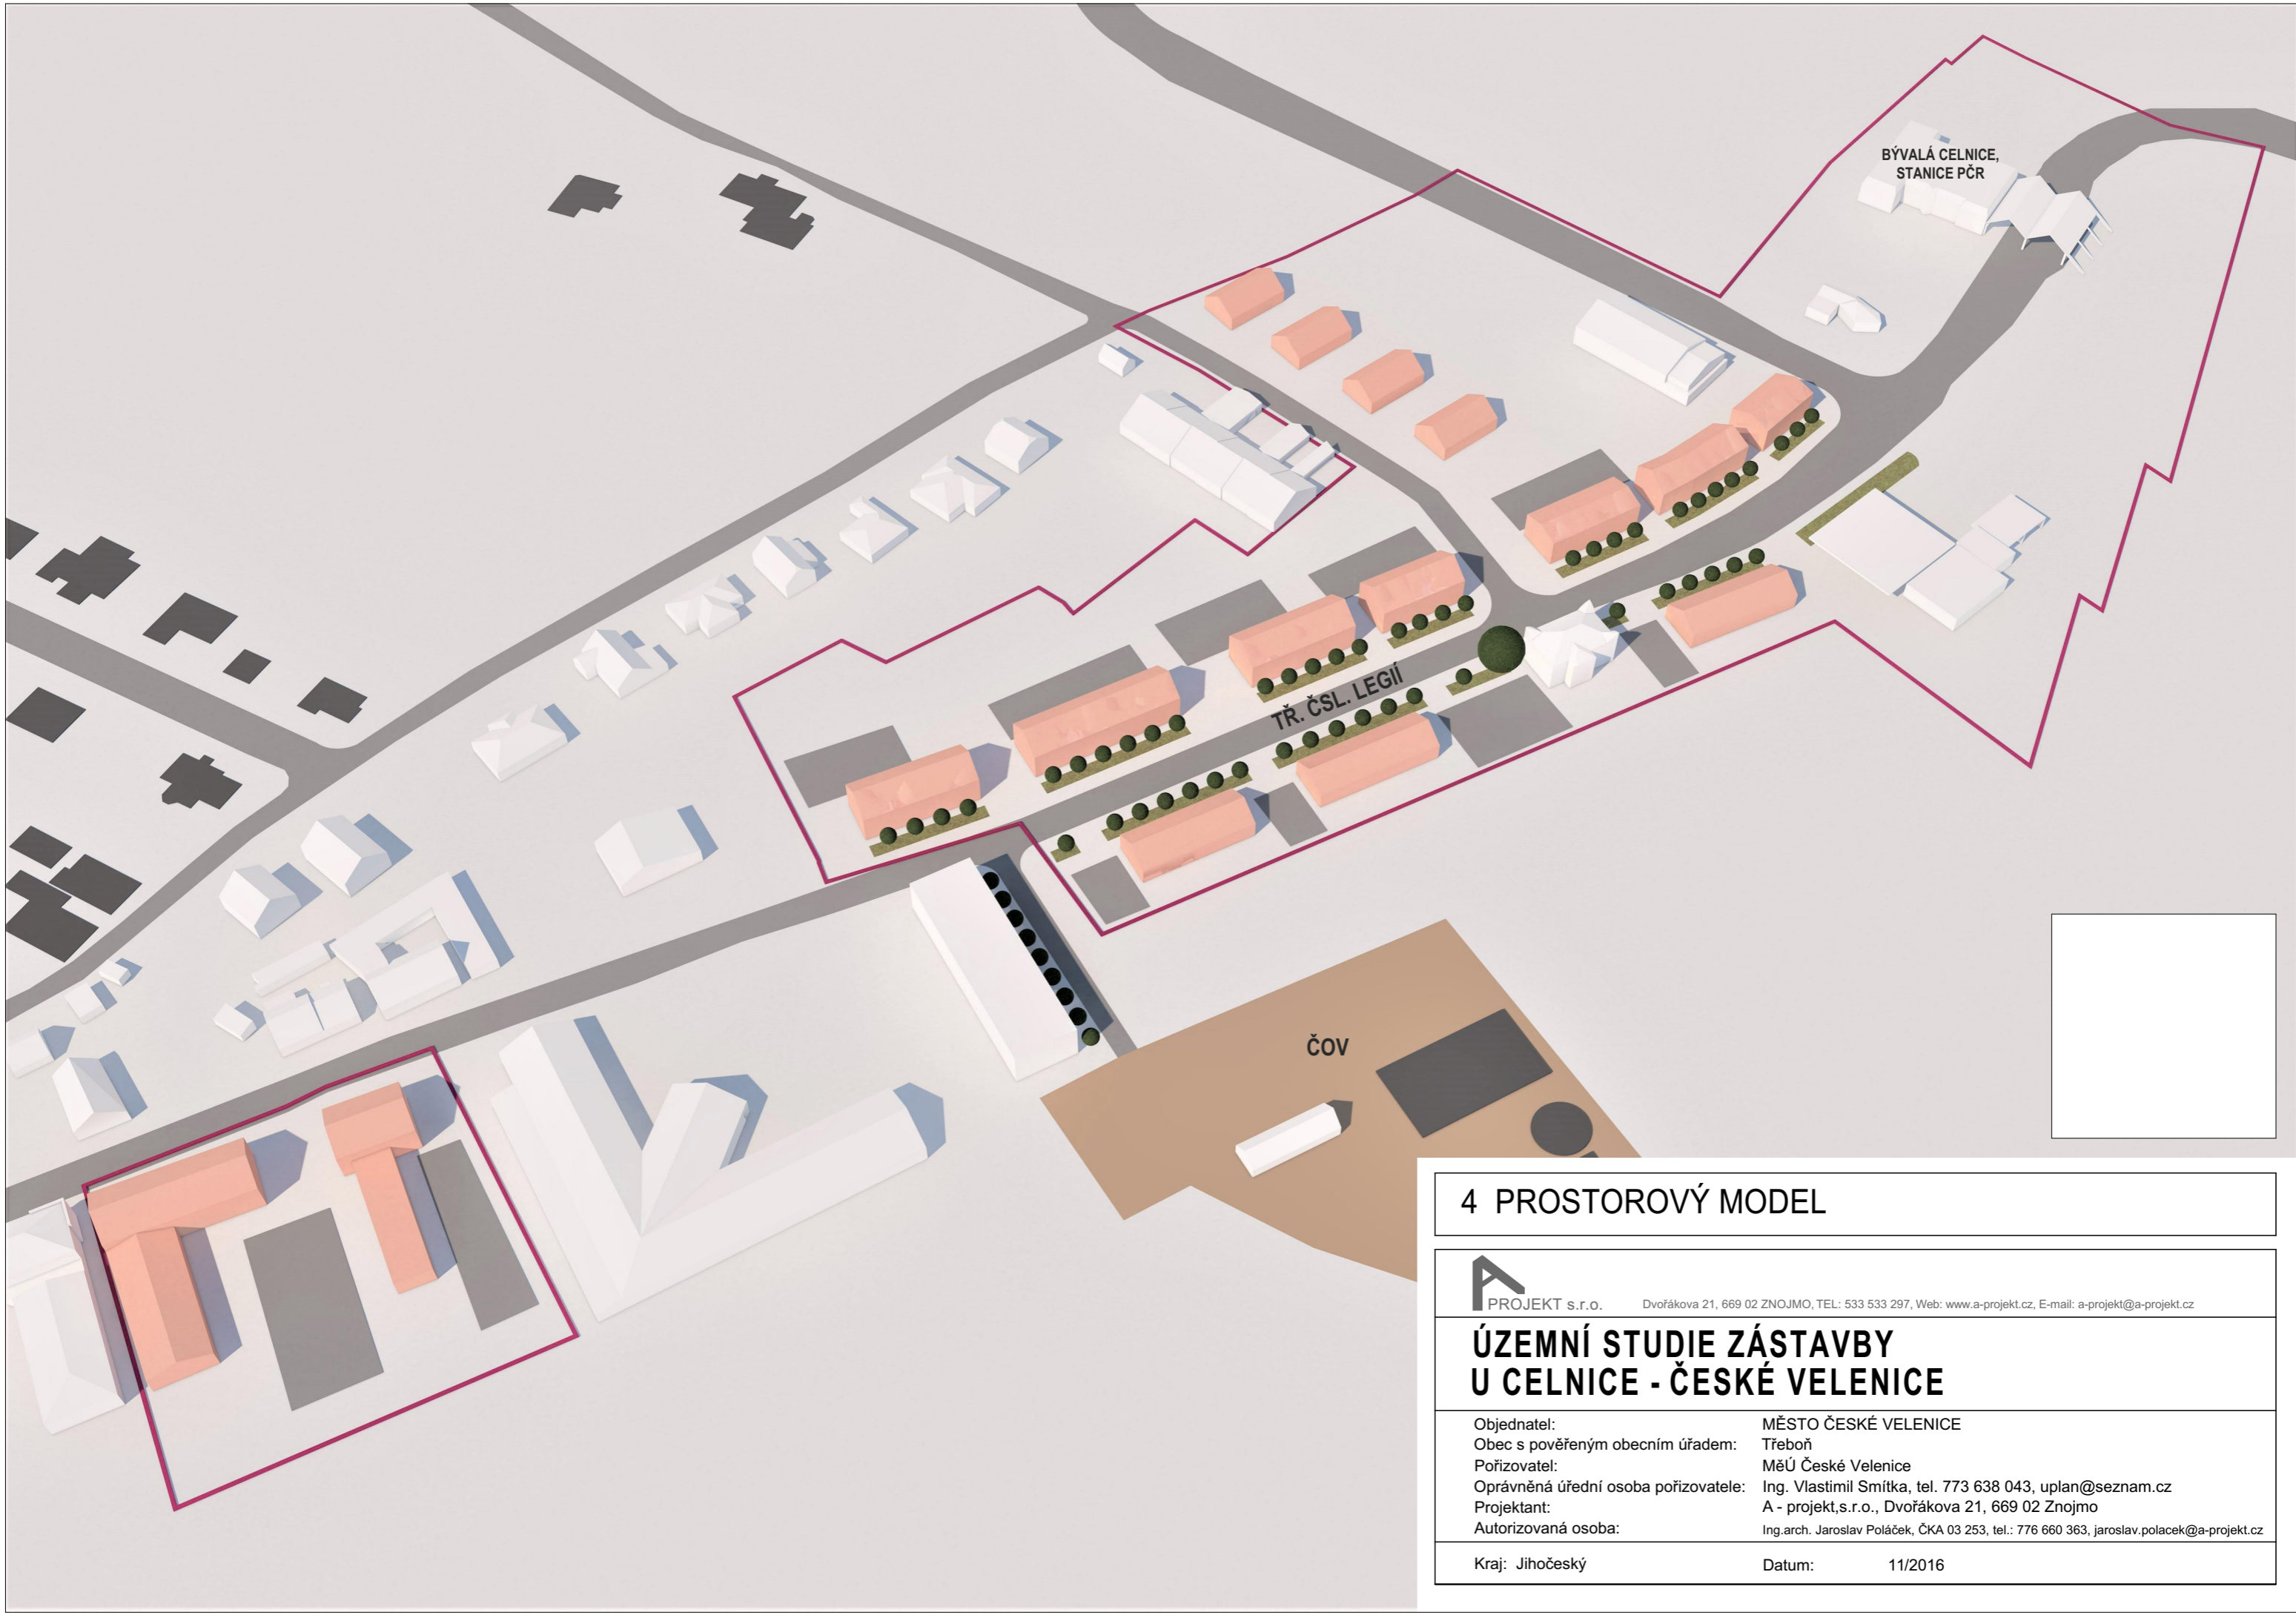 BÝVALÁ CELNICE,
STANICE PČR
TŘ. ČSL. LEGIÍ
ČOV
4 PROSTOROVÝ MODEL
A
PROJEKT s.r.o.
Dvořákova 21, 669 02 ZNOJMO, TEL: 533 533 297, Web: www.a-projekt.cz, E-mail: a-projekt@a-projekt.cz
ÚZEMNÍ STUDIE ZÁSTAVBY
U CELNICE - ČESKÉ VELENICE
Objednatel: MĚSTO ČESKÉ VELENICE
Obec s pověřeným obecním úřadem: Třeboň
Pořizovatel: MěÚ České Velenice
Oprávněná úřední osoba pořizovatele: Ing. Vlastimil Smítka, tel. 773 638 043, uplan@seznam.cz
Projektant: A - projekt,s.r.o., Dvořákova 21, 669 02 Znojmo
Autorizovaná osoba: Ing.arch. Jaroslav Poláček, ČKA 03 253, tel.: 776 660 363, jaroslav.polacek@a-projekt.cz
Kraj: Jihočeský Datum: 11/2016